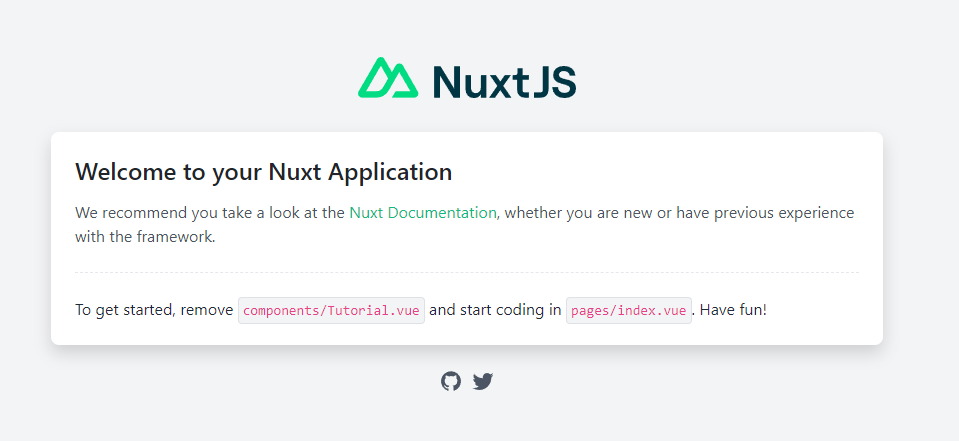 NuxtJS
Welcome to your Nuxt Application
We recommend you take a look at the Nuxt Documentation, whether you are new or have previous experience
with the framework.
To get started, remove components/Tutorial.vue and start coding in pages/index.vue. Have fun!